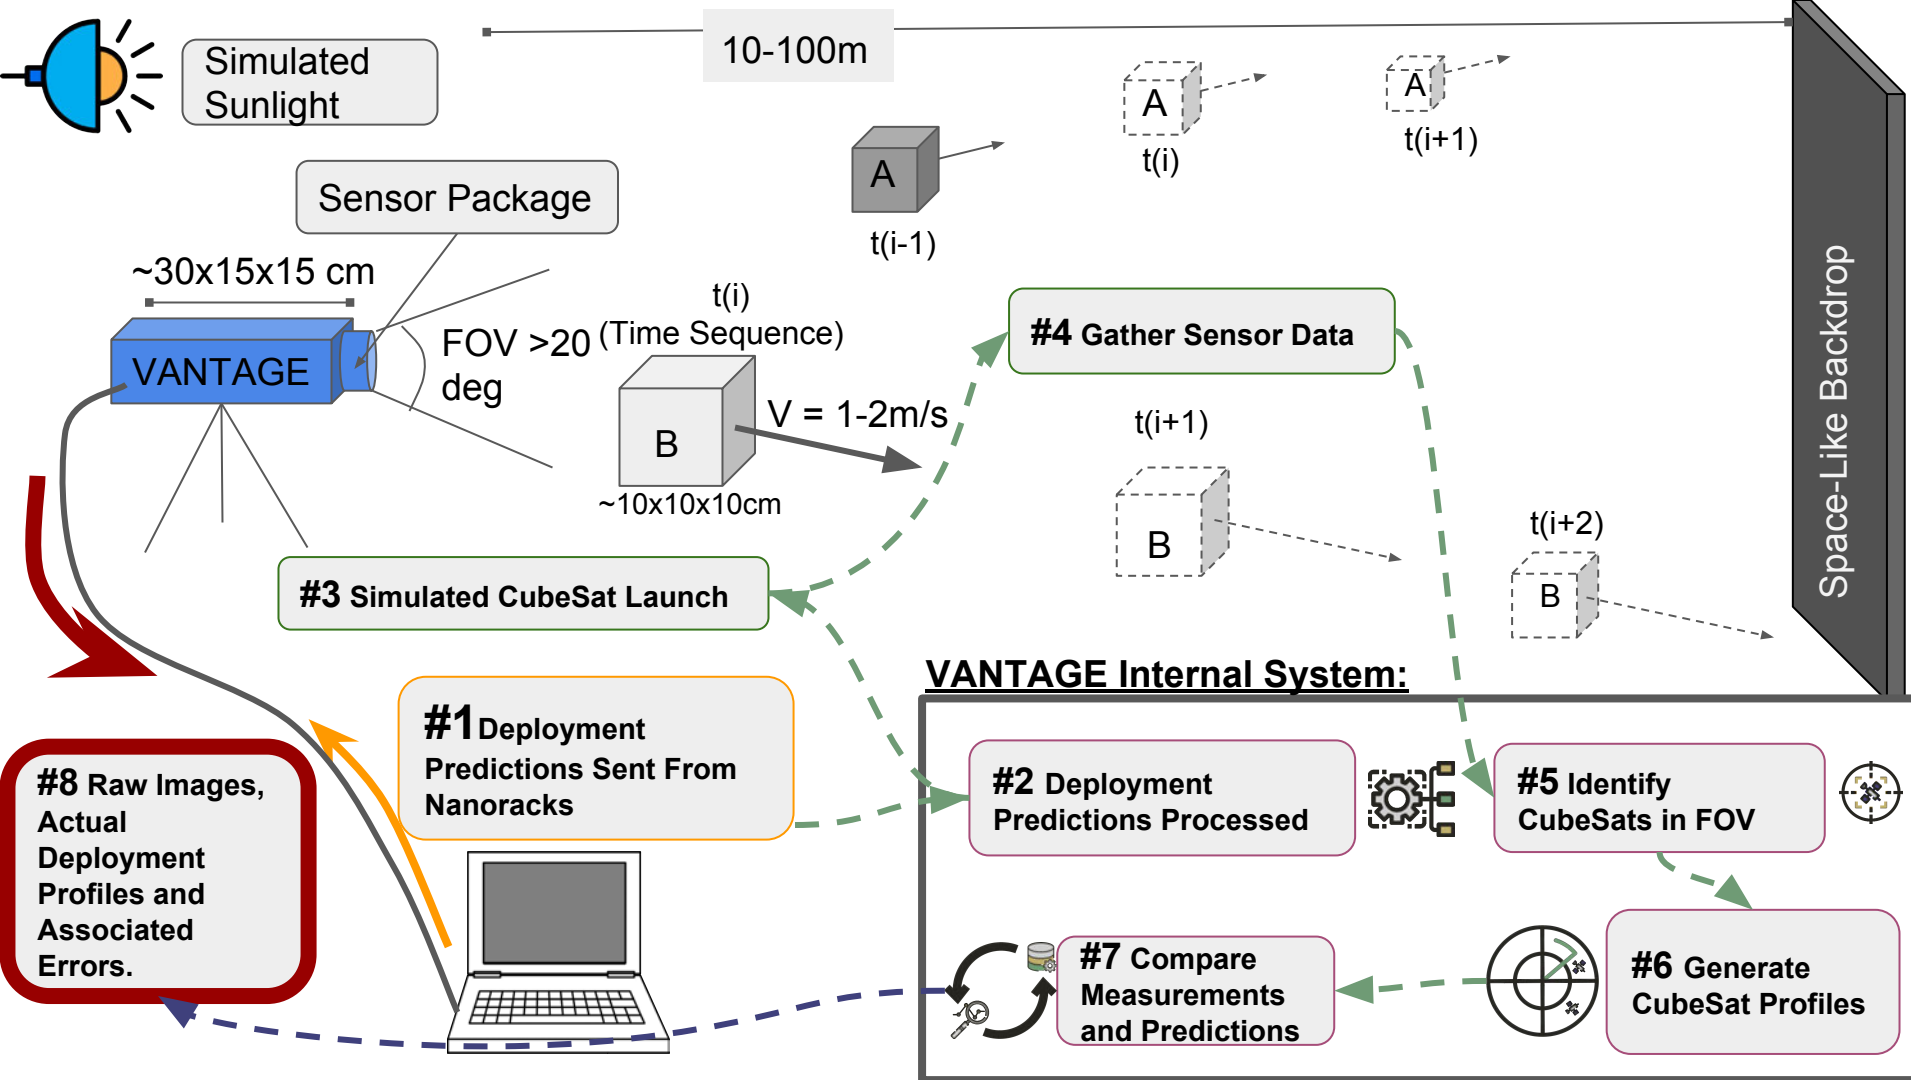 Simulated
Sunlight
10-100m
A
t(i-1)
A
t(i)
A
t(i+1)
Sensor Package
~30x15x15 cm
VANTAGE
FOV >20
deg
t(i)
(Time Sequence)
B
V = 1-2m/s
~10x10x10cm
#4 Gather Sensor Data
t(i+1)
B
t(i+2)
B
Space-Like Backdrop
#3 Simulated CubeSat Launch
#1Deployment
Predictions Sent From
Nanoracks
VANTAGE Internal System:
#2 Deployment
Predictions Processed
#5 Identify
CubeSats in FOV
#6 Generate
CubeSat Profiles
#7 Compare
Measurements
and Predictions
#8 Raw Images,
Actual
Deployment
Profiles and
Associated
Errors.